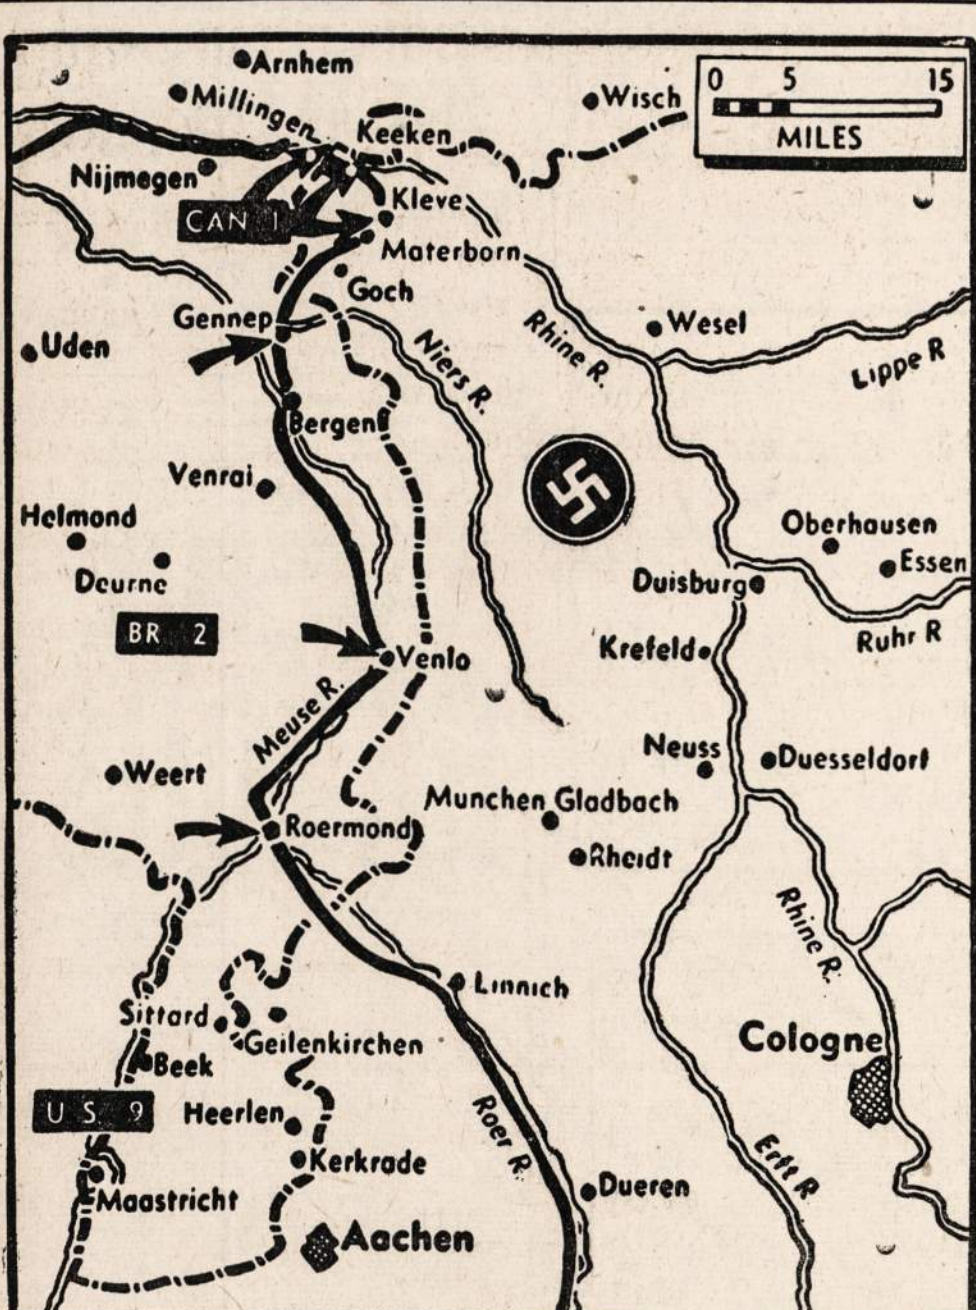 Arnhem
0 5 15
MILES
Millingen
Wisch
Keeken
Nijmegen
Kleve
CAN 1
Materborn
Goch
Gennep
Rhine R.
Wesel
Uden
Niers R.
Lippe R
Bergen
Venrai
Helmond
Oberhausen
Essen
Deurne
Duisburg
BR 2
Ruhr R
Krefeld
Venlo
Meuse R.
Neuss
Duesseldorf
Weert
Munchen Gladbach
Roermond
Rheidt
Rhine R.
Linnich
Sittard
Geilenkirchen
Cologne
Beek
U S 9
Heerlen
Roer R.
Kerkrade
Erft R
Dueren
Maastricht
Aachen